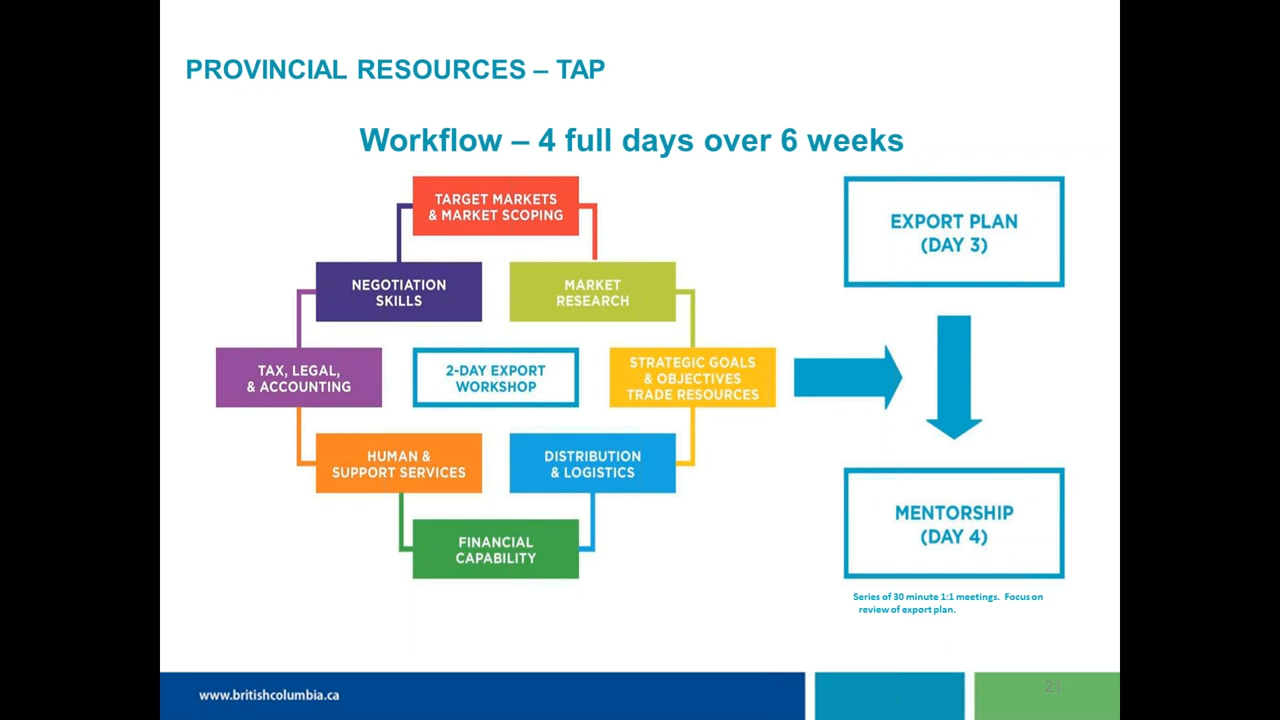 PROVINCIAL RESOURCES – TAP
Workflow – 4 full days over 6 weeks
TARGET MARKETS
& MARKET SCOPING
NEGOTIATION
SKILLS
MARKET
RESEARCH
TAX, LEGAL,
& ACCOUNTING
2-DAY EXPORT
WORKSHOP
STRATEGIC GOALS
& OBJECTIVES
TRADE RESOURCES
HUMAN &
SUPPORT SERVICES
DISTRIBUTION
& LOGISTICS
FINANCIAL
CAPABILITY
EXPORT PLAN
(DAY 3)
MENTORSHIP
(DAY 4)
Series of 30 minute 1:1 meetings. Focus on
review of export plan.
www.britishcolumbia.ca
21